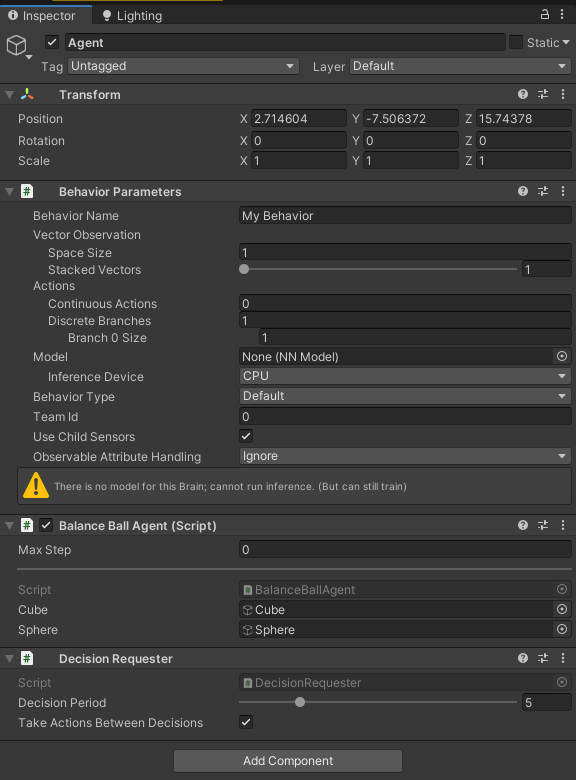 Inspector Lighting
Agent Static
Tag Untagged Layer Default
Transform
Position X 2.714604 Y -7.506372 Z 15.74378
Rotation X 0 Y 0 Z 0
Scale X 1 Y 1 Z 1
# Behavior Parameters
Behavior Name My Behavior
Vector Observation
Space Size 1
Stacked Vectors 1
Actions
Continuous Actions 0
Discrete Branches 1
Branch 0 Size 1
Model None (NN Model)
Inference Device CPU
Behavior Type Default
Team Id 0
Use Child Sensors
Observable Attribute Handling Ignore
There is no model for this Brain; cannot run inference. (But can still train)
# Balance Ball Agent (Script)
Max Step 0
Script BalanceBallAgent
Cube Cube
Sphere Sphere
# Decision Requester
Script DecisionRequester
Decision Period 5
Take Actions Between Decisions
Add Component